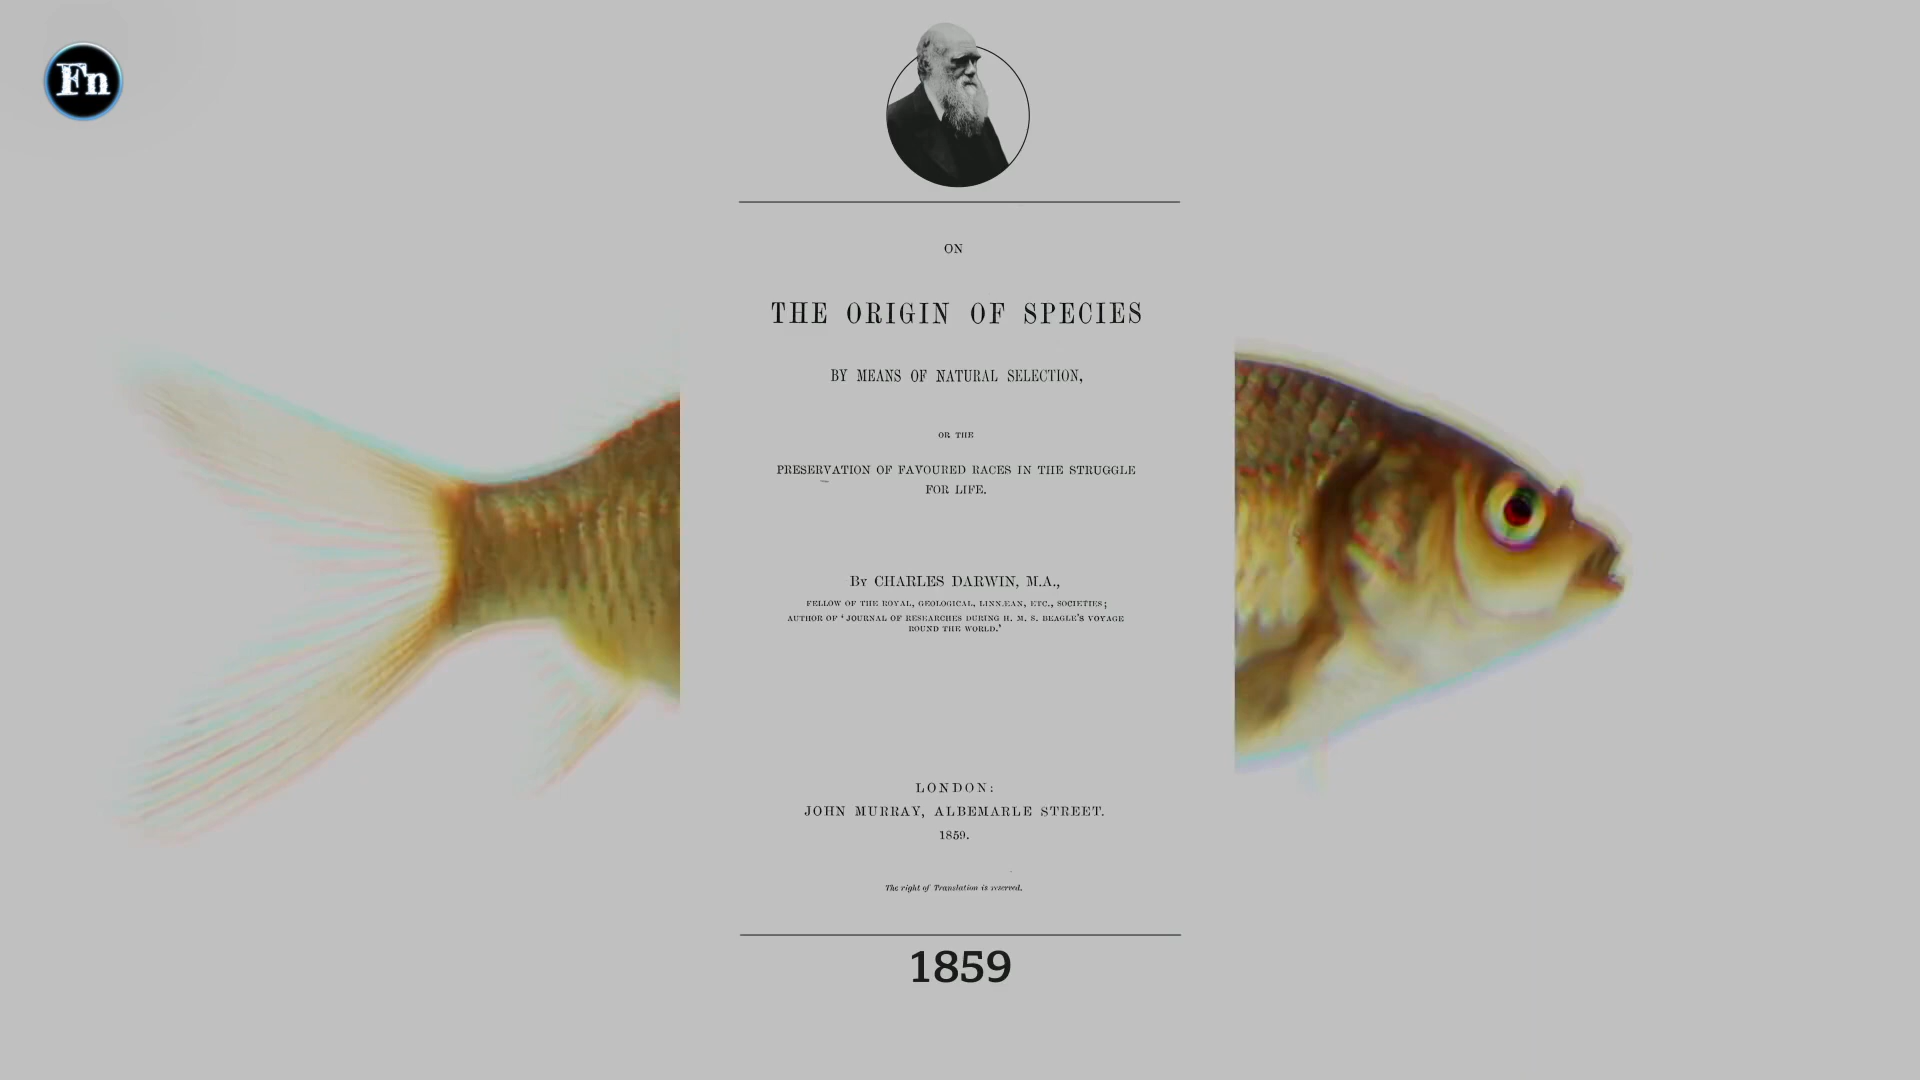 Fn
ON
THE ORIGIN OF SPECIES
BY MEANS OF NATURAL SELECTION,
OR THE
PRESERVATION OF FAVOURED RACES IN THE STRUGGLE
FOR LIFE.
By CHARLES DARWIN, M.A.,
FELLOW OF THE ROYAL, GEOLOGICAL, LINNÆAN, ETC., SOCIETIES;
AUTHOR OF 'JOURNAL OF RESEARCHES DURING H. M. S. BEAGLE'S VOYAGE
ROUND THE WORLD.'
LONDON:
JOHN MURRAY, ALBEMARLE STREET.
1859.
The right of Translation is reserved.
1859